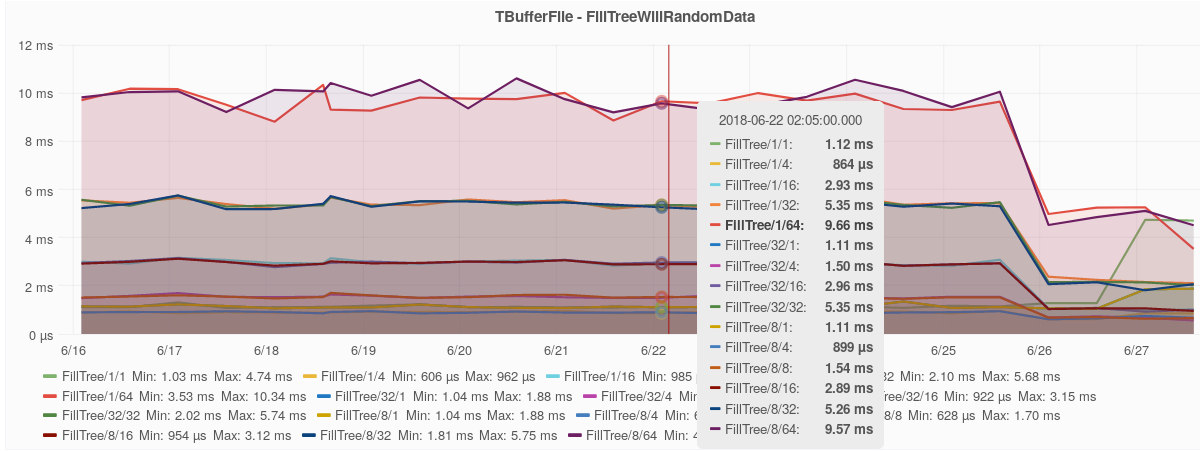 TBufferFile - FillTreeWillRandomData
12 ms
10 ms
8 ms
6 ms
4 ms
2 ms
0 µs
6/16 6/17 6/18 6/19 6/20 6/21 6/22 6/25 6/26 6/27
2018-06-22 02:05:00.000
FillTree/1/1: 1.12 ms
FillTree/1/4: 864 µs
FillTree/1/16: 2.93 ms
FillTree/1/32: 5.35 ms
FillTree/1/64: 9.66 ms
FillTree/32/1: 1.11 ms
FillTree/32/4: 1.50 ms
FillTree/32/16: 2.96 ms
FillTree/32/32: 5.35 ms
FillTree/8/1: 1.11 ms
FillTree/8/4: 899 µs
FillTree/8/8: 1.54 ms
FillTree/8/16: 2.89 ms
FillTree/8/32: 5.26 ms
FillTree/8/64: 9.57 ms
FillTree/1/1 Min: 1.03 ms Max: 4.74 ms FillTree/1/4 Min: 606 µs Max: 962 µs FillTree/1/16 Min: 985 32 Min: 2.10 ms Max: 5.68 ms
FillTree/1/64 Min: 3.53 ms Max: 10.34 ms FillTree/32/1 Min: 1.04 ms Max: 1.88 ms FillTree/32/4 Min: e/32/16 Min: 922 µs Max: 3.15 ms
FillTree/32/32 Min: 2.02 ms Max: 5.74 ms FillTree/8/1 Min: 1.04 ms Max: 1.88 ms FillTree/8/4 Min: /8/8 Min: 628 µs Max: 1.70 ms
FillTree/8/16 Min: 954 µs Max: 3.12 ms FillTree/8/32 Min: 1.81 ms Max: 5.75 ms FillTree/8/64 Min: 4